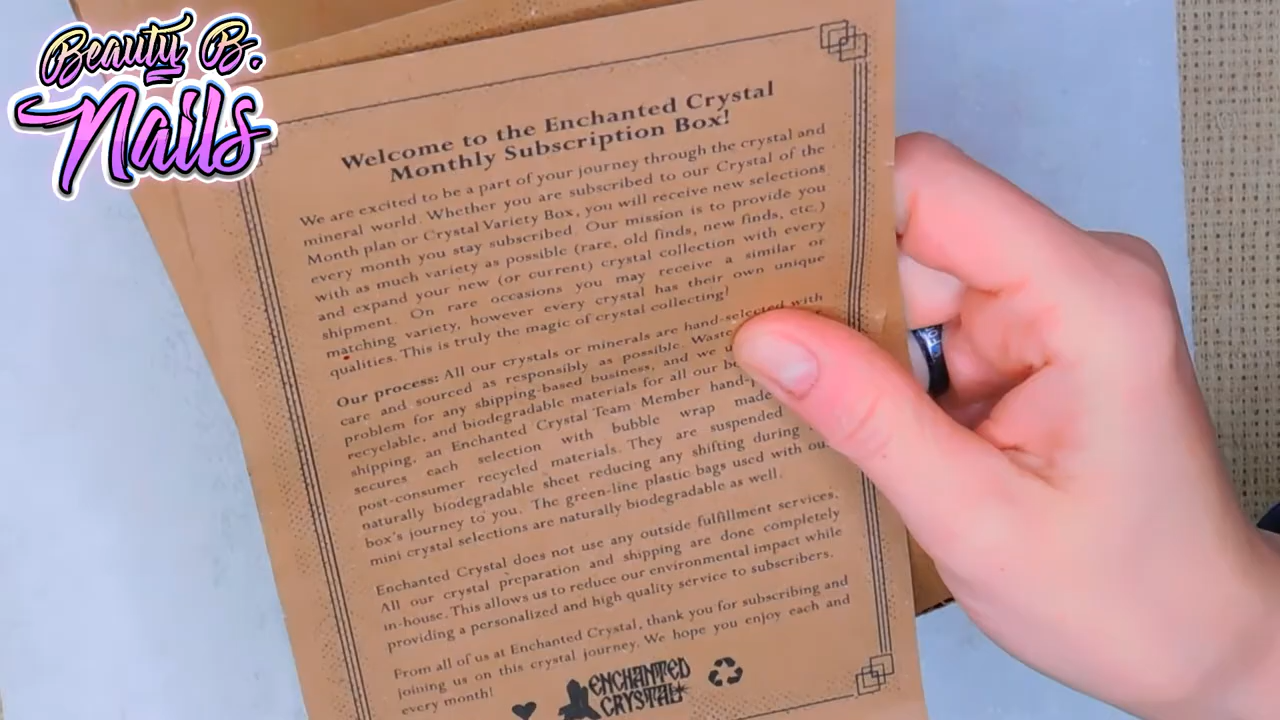 Beauty B.
Nails
Welcome to the Enchanted Crystal
Monthly Subscription Box!
We are excited to be a part of your journey through the crystal and
mineral world. Whether you are subscribed to our Crystal of the
Month plan or Crystal Variety Box, you will receive new selections
every month you stay subscribed. Our mission is to provide you
with as much variety as possible (rare, old finds, new finds, etc.)
and expand your new (or current) crystal collection with every
shipment. On rare occasions you may receive a similar or
matching variety, however every crystal has their own unique
qualities. This is truly the magic of crystal collecting!
Our process: All our crystals or minerals are hand-selected with
care and sourced as responsibly as possible. Waste
problem for any shipping-based business, and we
recyclable, and biodegradable materials for all our
shipping, an Enchanted Crystal Team Member
secures each selection with bubble wrap made
post-consumer recycled materials. They are suspended
naturally biodegradable sheet reducing any shifting during
box's journey to you. The green-line plastic bags used with
mini crystal selections are naturally biodegradable as well.
Enchanted Crystal does not use any outside fulfillment services.
All our crystal preparation and shipping are done completely
in-house. This allows us to reduce our environmental impact while
providing a personalized and high quality service to subscribers.
From all of us at Enchanted Crystal, thank you for subscribing and
joining us on this crystal journey. We hope you enjoy each and
every month!
ENCHANTED
CRYSTAL